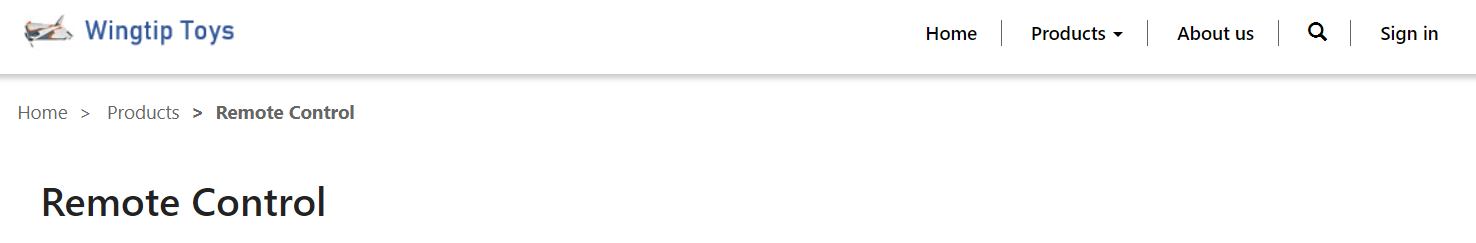 Wingtip Toys Home Products About us Sign in
Home > Products > Remote Control
Remote Control